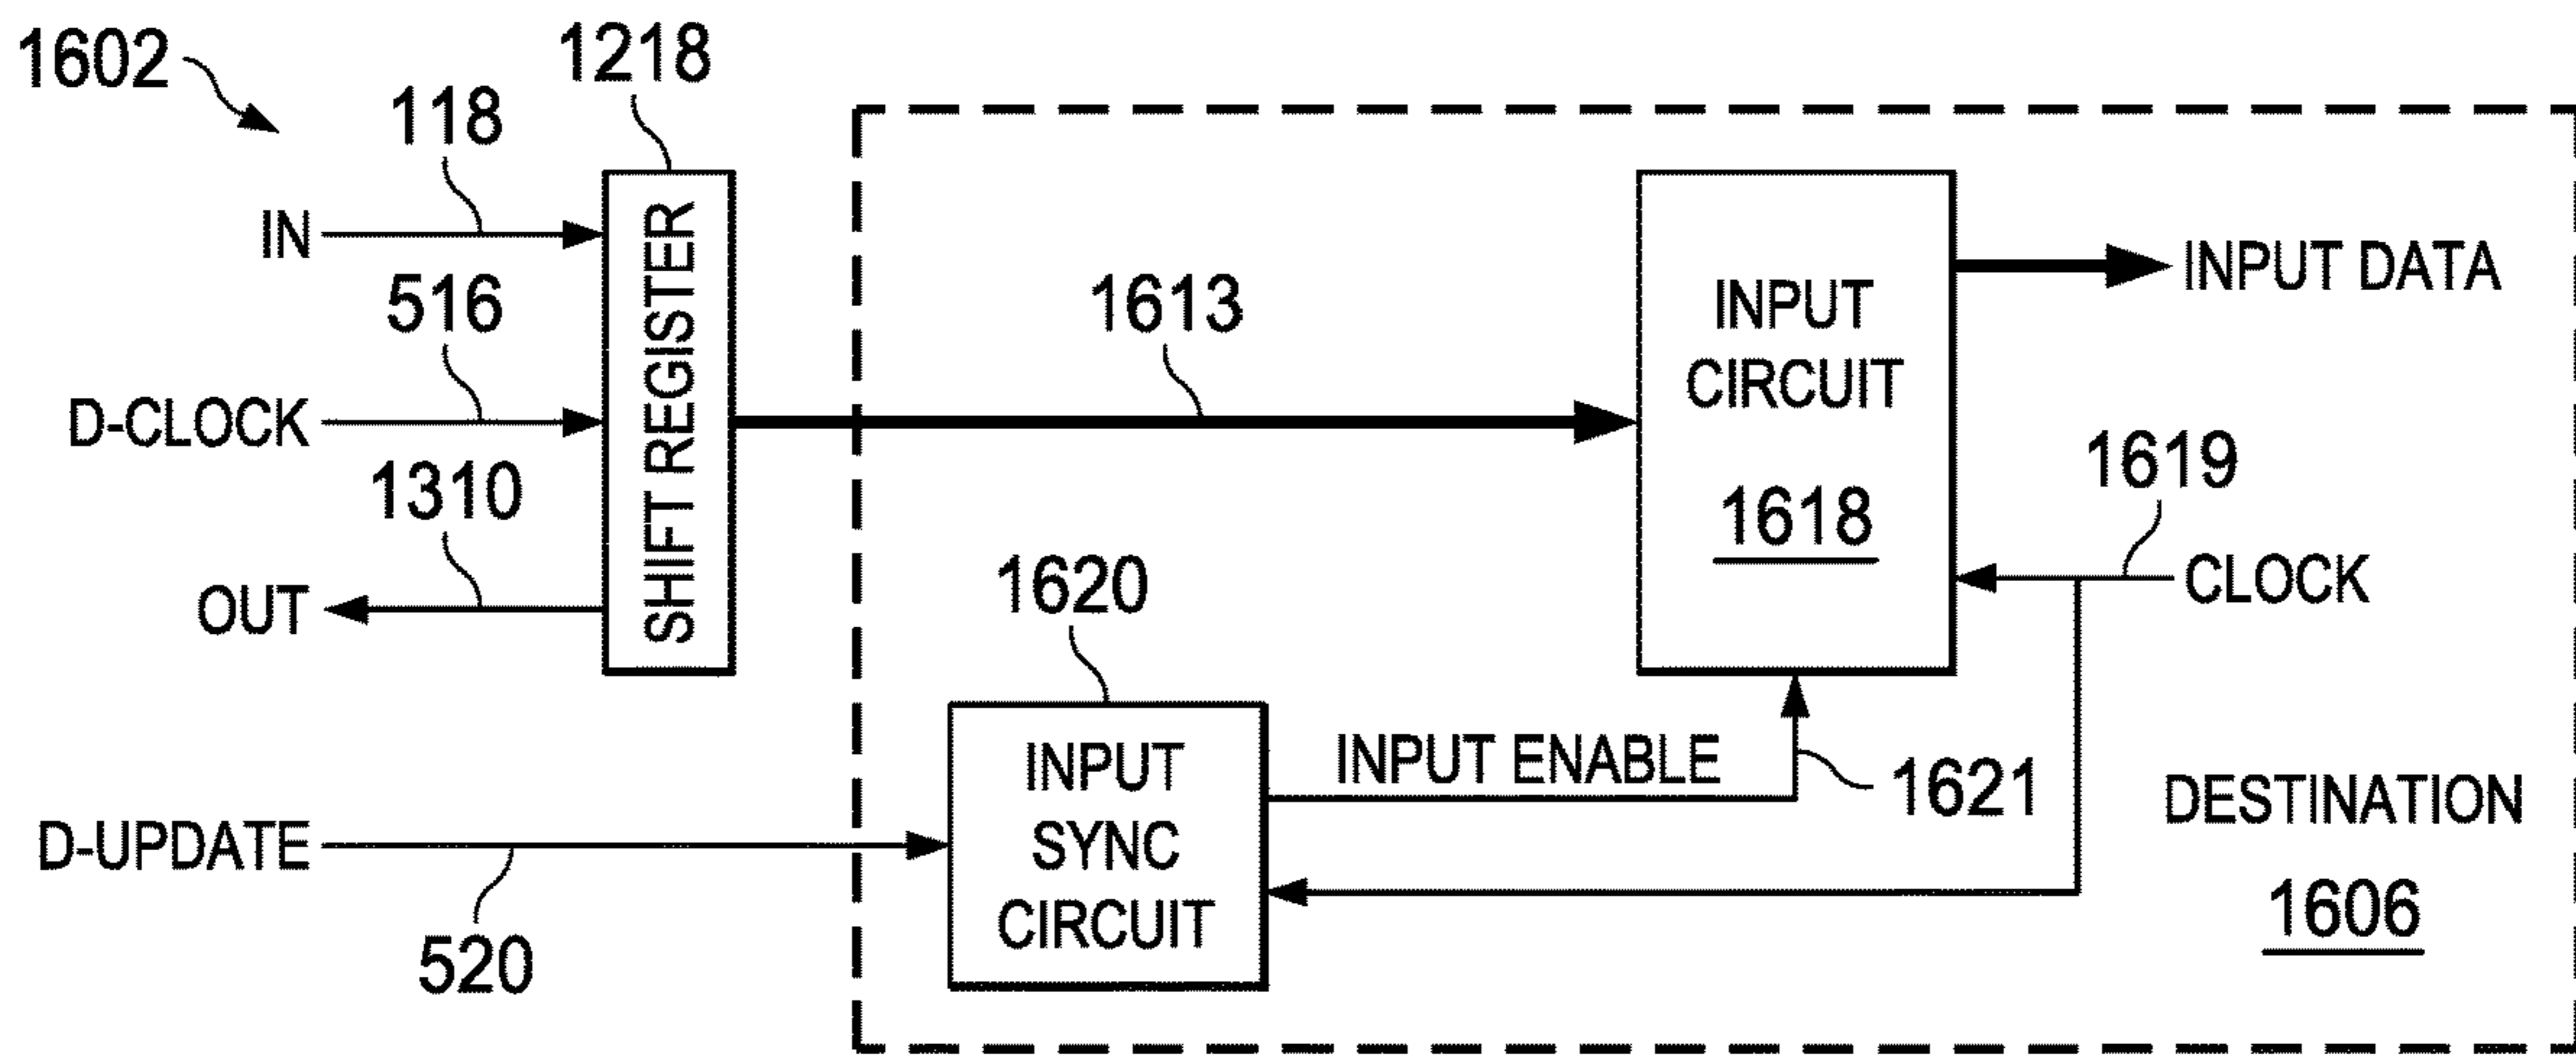 1602
118
1218
IN
516
D-CLOCK
1310
OUT
SHIFT REGISTER
1613
INPUT
CIRCUIT
1618
INPUT DATA
1619
CLOCK
1620
INPUT
SYNC
CIRCUIT
INPUT ENABLE
1621
D-UPDATE
520
DESTINATION
1606